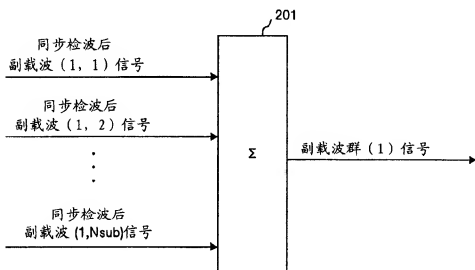 201
同步检波后
副载波（1，1）信号
同步检波后
副载波（1，2）信号
Σ
副载波群（1）信号
同步检波后
副载波 (1,Nsub)信号